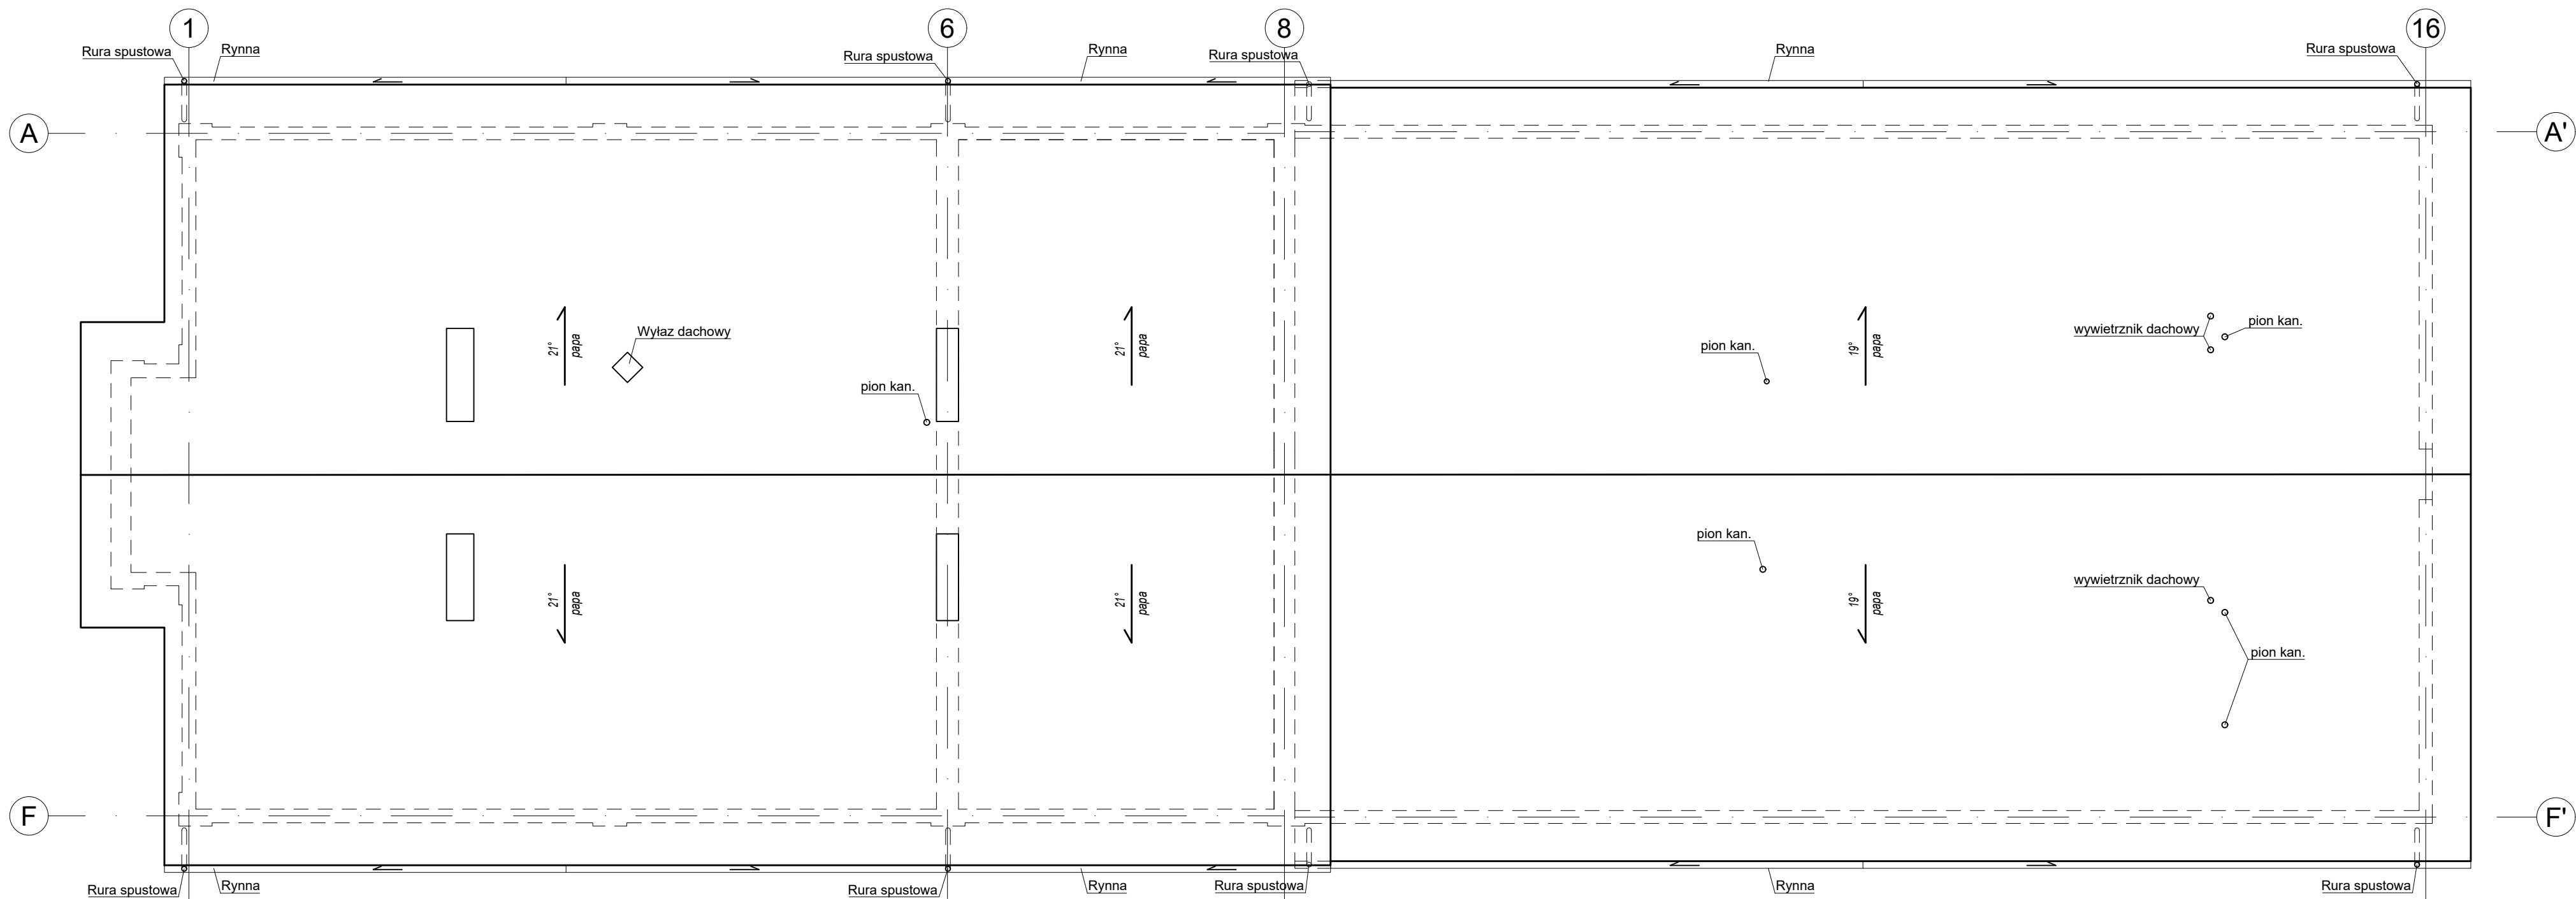 1
6
8
16
Rura spustowa
Rynna
Rura spustowa
Rynna
Rura spustowa
Rynna
Rura spustowa
A
A'
21°
papa
Wyłaz dachowy
pion kan.
21°
papa
pion kan.
19°
papa
wywietrznik dachowy
pion kan.
21°
papa
21°
papa
pion kan.
19°
papa
wywietrznik dachowy
pion kan.
F
F'
Rura spustowa
Rynna
Rura spustowa
Rynna
Rura spustowa
Rynna
Rura spustowa